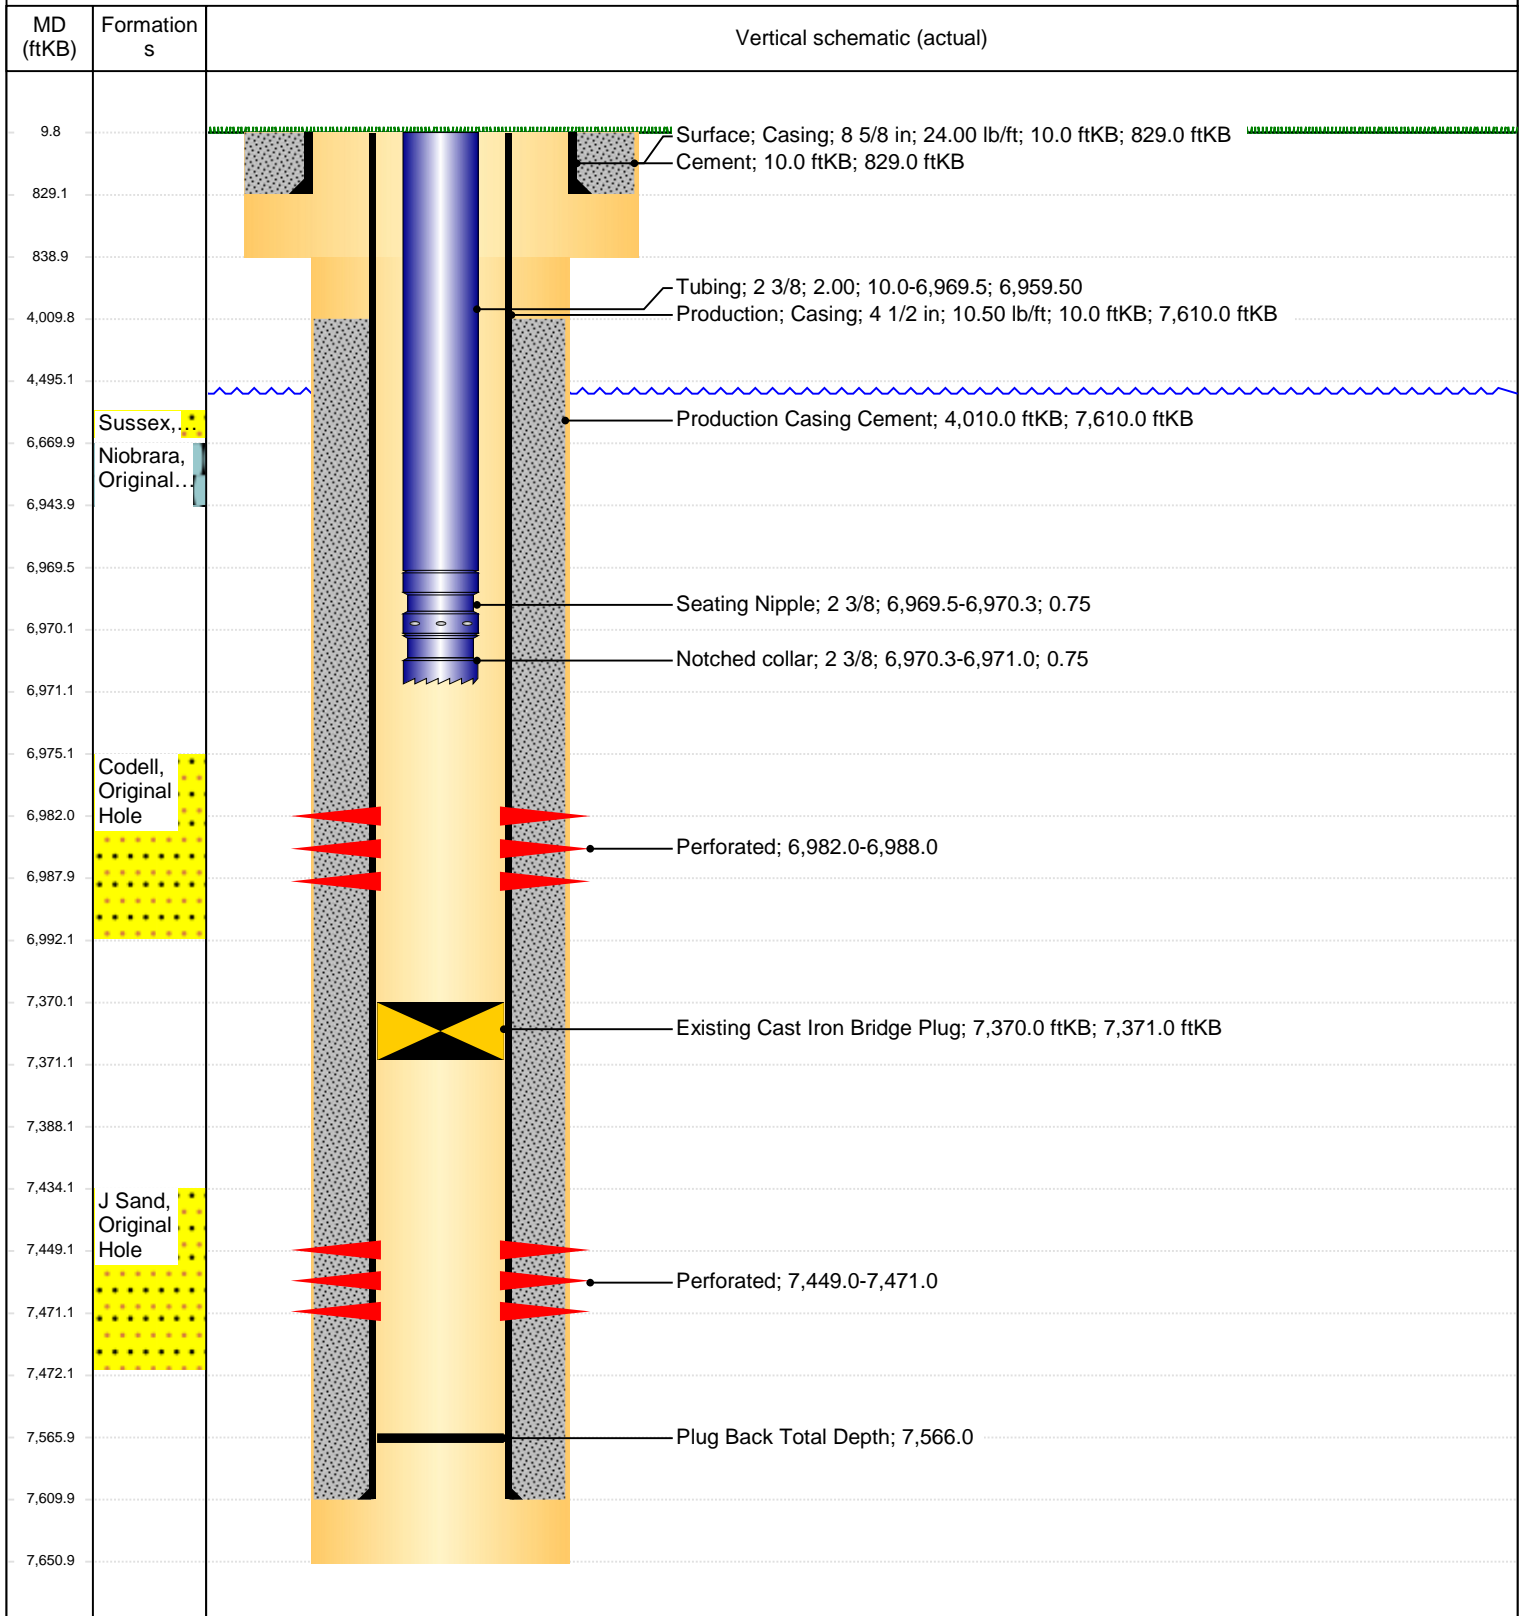 MD
(ftKB)
Formation
s
Vertical schematic (actual)
9.8
Surface; Casing; 8 5/8 in; 24.00 lb/ft; 10.0 ftKB; 829.0 ftKB
Cement; 10.0 ftKB; 829.0 ftKB
829.1
838.9
Tubing; 2 3/8; 2.00; 10.0-6,969.5; 6,959.50
Production; Casing; 4 1/2 in; 10.50 lb/ft; 10.0 ftKB; 7,610.0 ftKB
4,009.8
4,495.1
Sussex,...
Production Casing Cement; 4,010.0 ftKB; 7,610.0 ftKB
6,669.9
Niobrara,
Original...
6,943.9
6,969.5
Seating Nipple; 2 3/8; 6,969.5-6,970.3; 0.75
6,970.1
Notched collar; 2 3/8; 6,970.3-6,971.0; 0.75
6,971.1
6,975.1
Codell,
Original
Hole
6,982.0
Perforated; 6,982.0-6,988.0
6,987.9
6,992.1
7,370.1
Existing Cast Iron Bridge Plug; 7,370.0 ftKB; 7,371.0 ftKB
7,371.1
7,388.1
7,434.1
J Sand,
Original
Hole
7,449.1
Perforated; 7,449.0-7,471.0
7,471.1
7,472.1
7,565.9
Plug Back Total Depth; 7,566.0
7,609.9
7,650.9